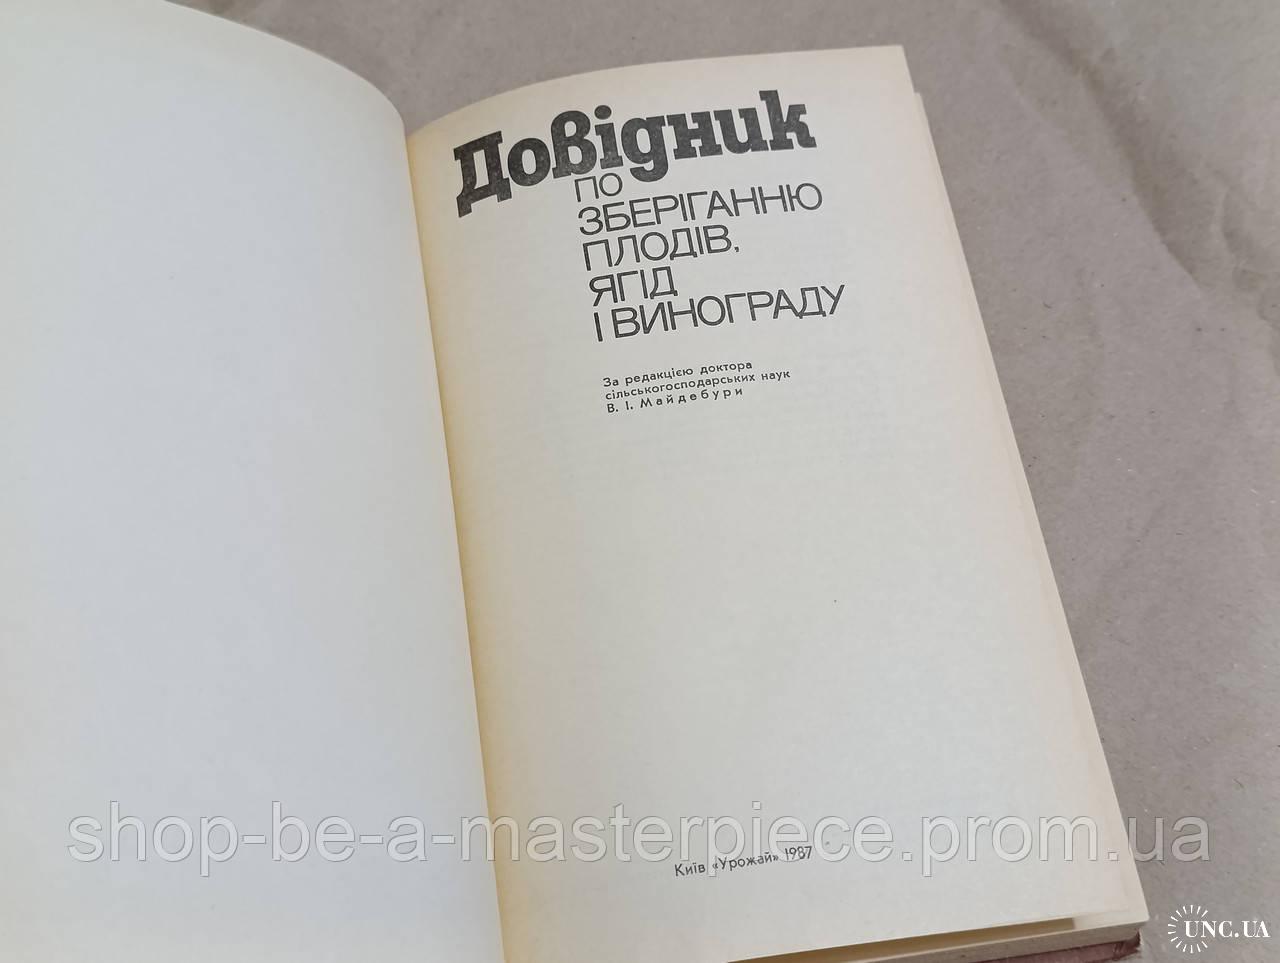 Довідник
ПО
ЗБЕРІГАННЮ
ПЛОДІВ,
ЯГІД
І ВИНОГРАДУ
За редакцією доктора
сільськогосподарських наук
В. І. Майдебури
shop-be-a-masterpiece.prom.ua
Київ «Урожай» 1987
UNC.UA